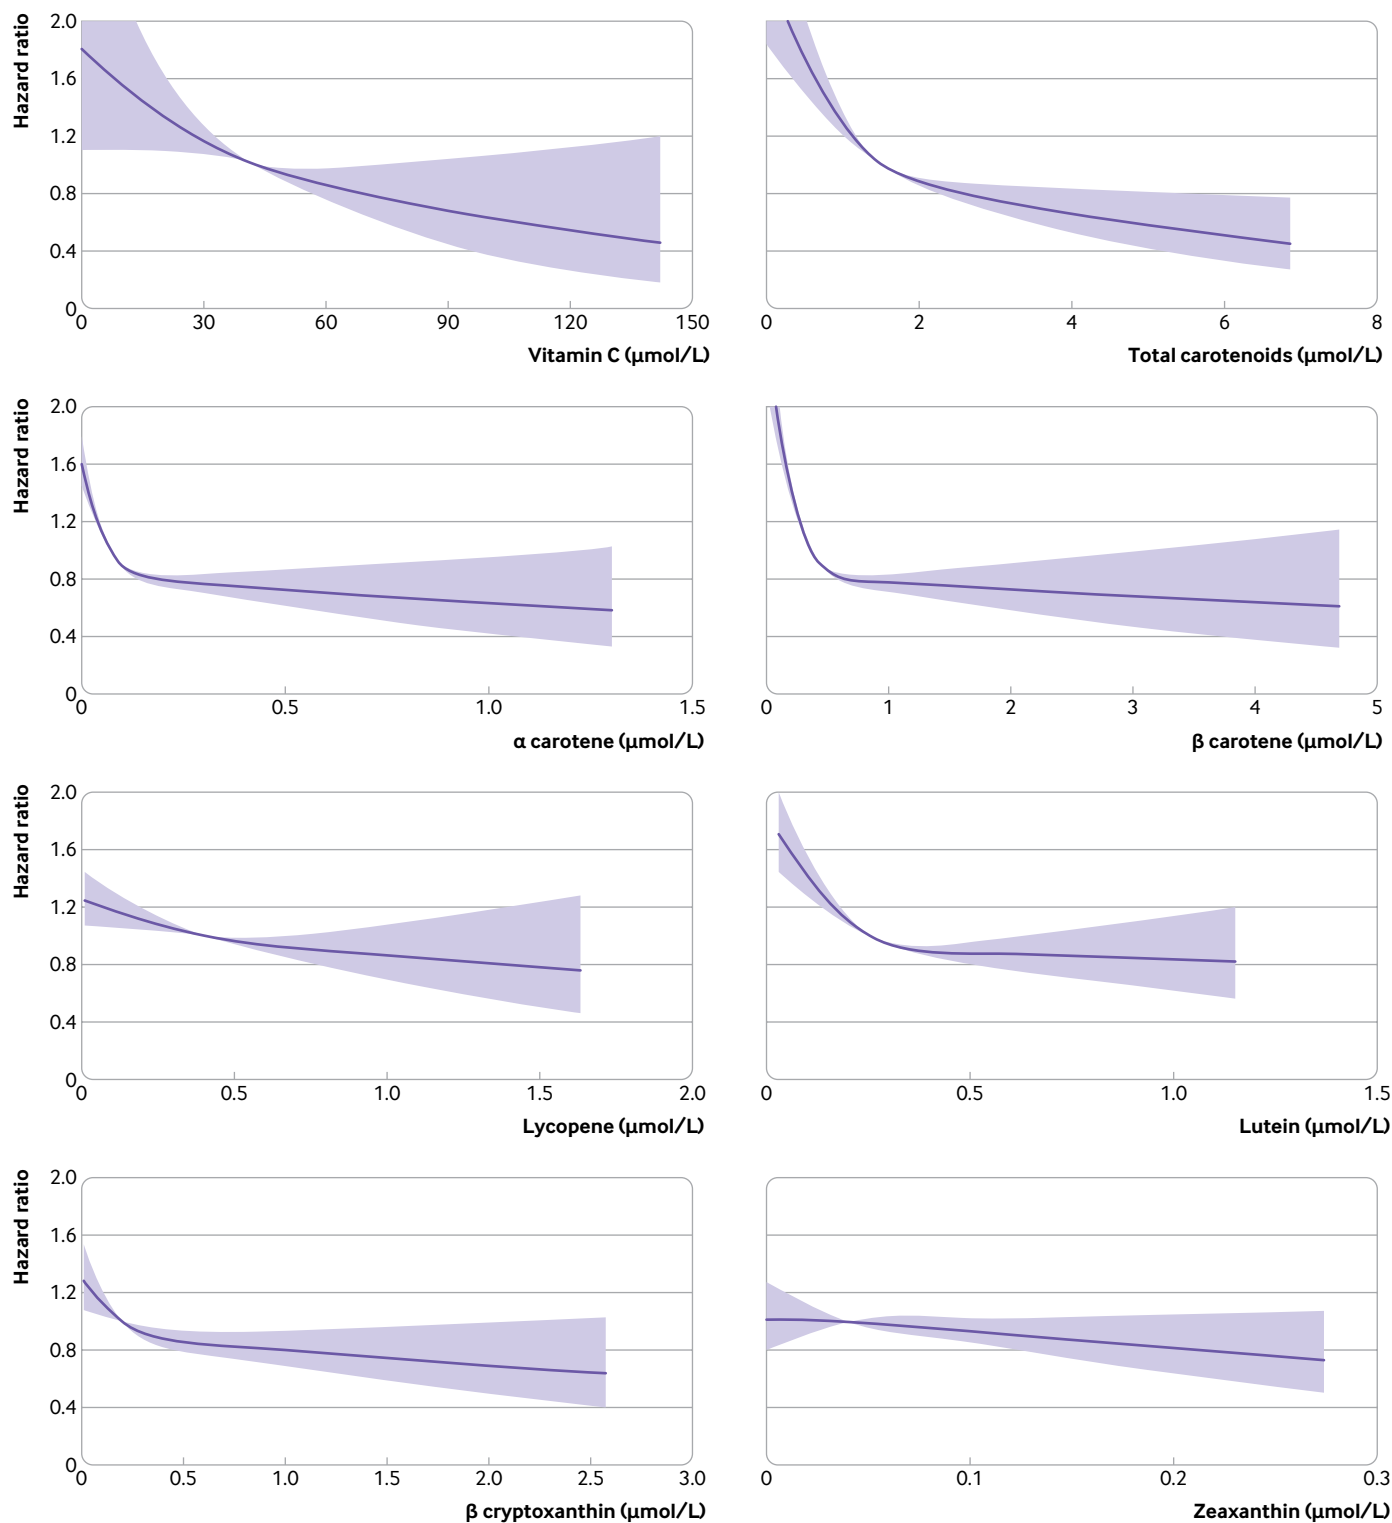 Hazard ratio
2.0
1.6
1.2
0.8
0.4
0
0 30 60 90 120 150
Vitamin C (µmol/L)
0 2 4 6 8
Total carotenoids (µmol/L)
Hazard ratio
2.0
1.6
1.2
0.8
0.4
0
0 0.5 1.0 1.5
α carotene (µmol/L)
0 1 2 3 4 5
β carotene (µmol/L)
Hazard ratio
2.0
1.6
1.2
0.8
0.4
0
0 0.5 1.0 1.5 2.0
Lycopene (µmol/L)
0 0.5 1.0 1.5
Lutein (µmol/L)
Hazard ratio
2.0
1.6
1.2
0.8
0.4
0
0 0.5 1.0 1.5 2.0 2.5 3.0
β cryptoxanthin (µmol/L)
0 0.1 0.2 0.3
Zeaxanthin (µmol/L)